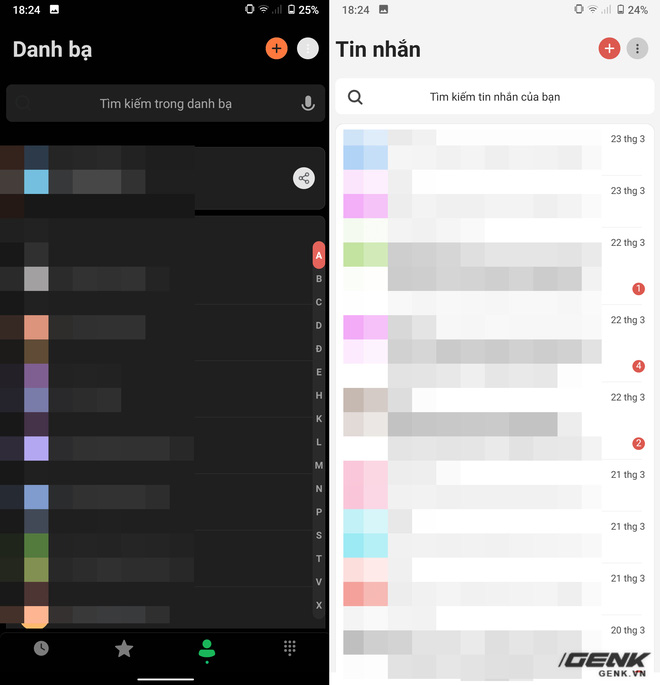 18:24
25%
Danh bạ
Tìm kiếm trong danh bạ
A
B
C
D
Đ
E
H
K
L
M
N
P
S
T
V
X
18:24
24%
Tin nhắn
Tìm kiếm tin nhắn của bạn
23 thg 3
23 thg 3
22 thg 3
1
22 thg 3
4
22 thg 3
2
21 thg 3
21 thg 3
21 thg 3
20 thg 3
GENK
GENK.VN